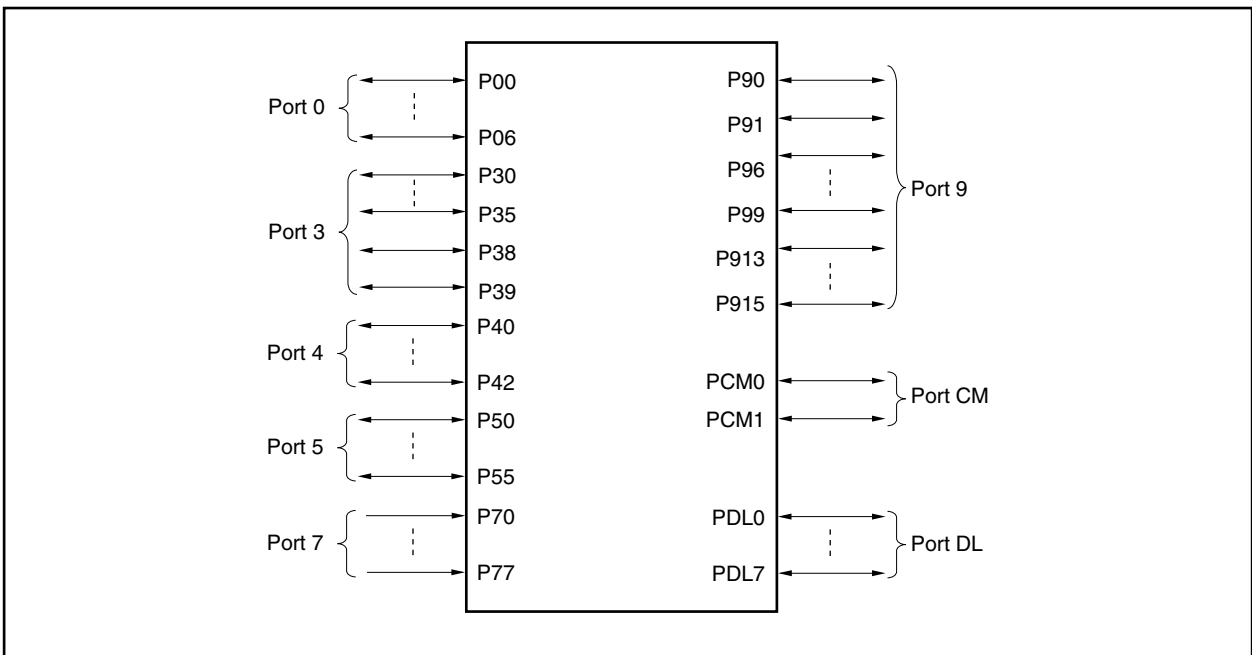 Port 0
P00
P06
Port 3
P30
P35
P38
P39
Port 4
P40
P42
Port 5
P50
P55
Port 7
P70
P77
P90
P91
P96
P99
P913
P915
Port 9
PCM0
PCM1
Port CM
PDL0
PDL7
Port DL